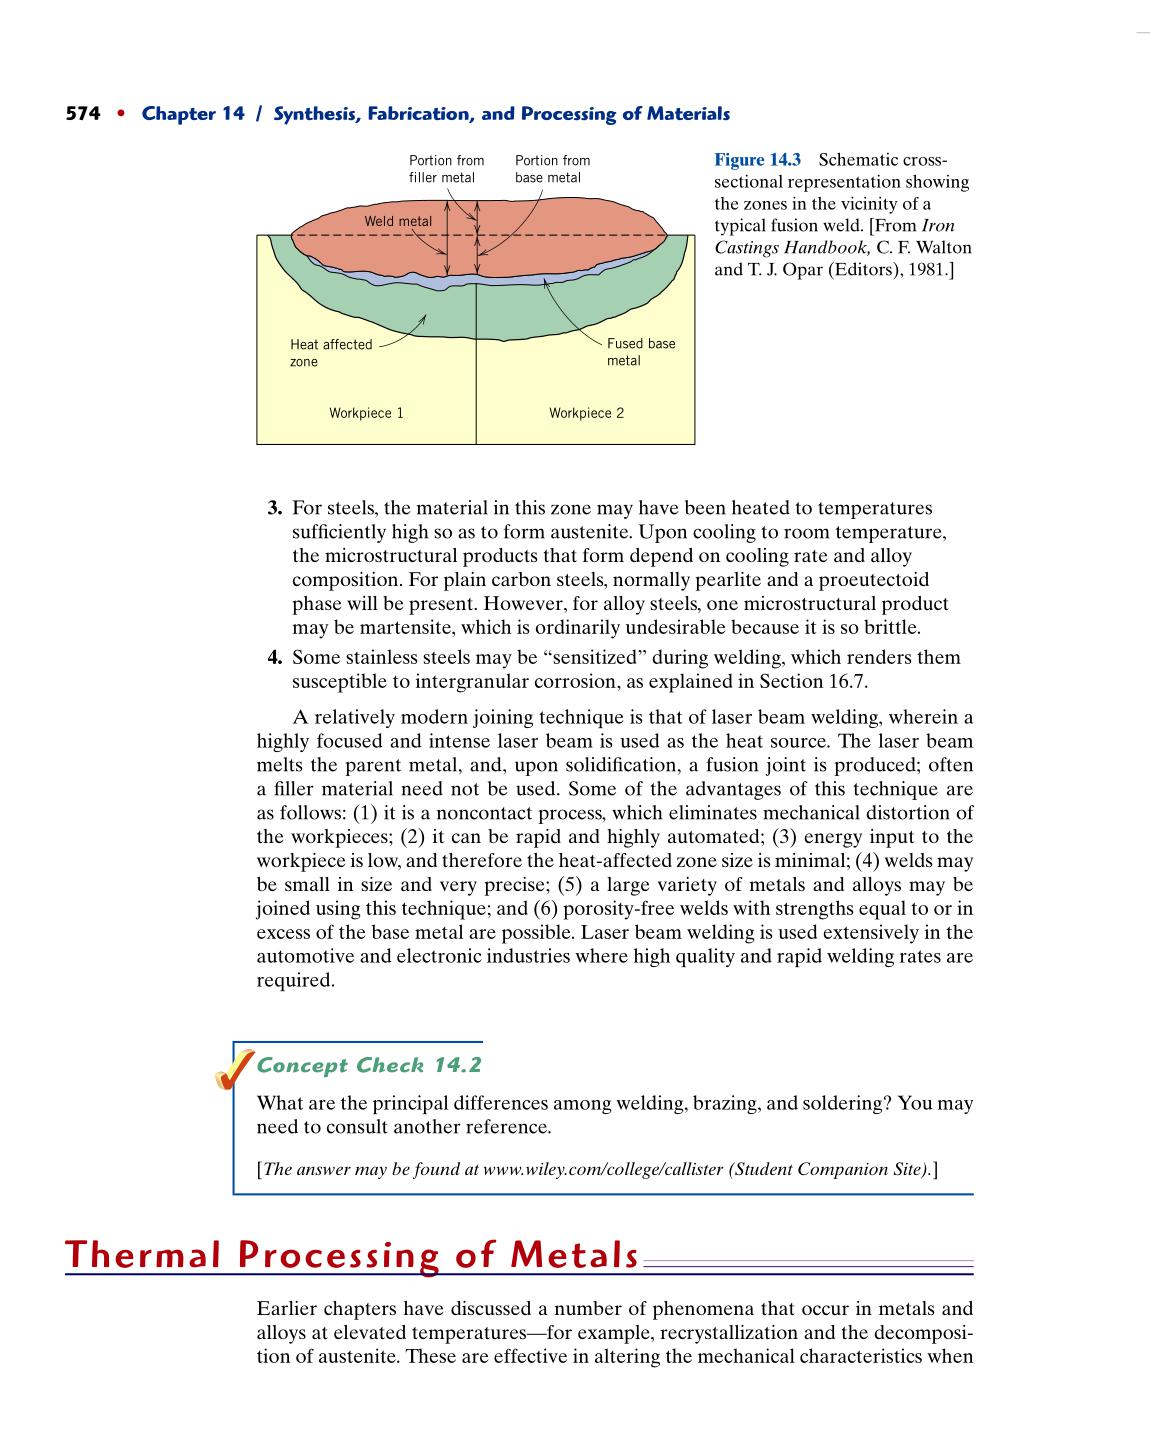 574 • Chapter 14 / Synthesis, Fabrication, and Processing of Materials
Portion from
filler metal
Portion from
base metal
Weld metal
Heat affected
zone
Fused base
metal
Workpiece 1
Workpiece 2
Figure 14.3 Schematic cross-
sectional representation showing
the zones in the vicinity of a
typical fusion weld. [From Iron
Castings Handbook, C. F. Walton
and T. J. Opar (Editors), 1981.]
3. For steels, the material in this zone may have been heated to temperatures
sufficiently high so as to form austenite. Upon cooling to room temperature,
the microstructural products that form depend on cooling rate and alloy
composition. For plain carbon steels, normally pearlite and a proeutectoid
phase will be present. However, for alloy steels, one microstructural product
may be martensite, which is ordinarily undesirable because it is so brittle.
4. Some stainless steels may be “sensitized” during welding, which renders them
susceptible to intergranular corrosion, as explained in Section 16.7.
A relatively modern joining technique is that of laser beam welding, wherein a
highly focused and intense laser beam is used as the heat source. The laser beam
melts the parent metal, and, upon solidification, a fusion joint is produced; often
a filler material need not be used. Some of the advantages of this technique are
as follows: (1) it is a noncontact process, which eliminates mechanical distortion of
the workpieces; (2) it can be rapid and highly automated; (3) energy input to the
workpiece is low, and therefore the heat-affected zone size is minimal; (4) welds may
be small in size and very precise; (5) a large variety of metals and alloys may be
joined using this technique; and (6) porosity-free welds with strengths equal to or in
excess of the base metal are possible. Laser beam welding is used extensively in the
automotive and electronic industries where high quality and rapid welding rates are
required.
Concept Check 14.2
What are the principal differences among welding, brazing, and soldering? You may
need to consult another reference.
[The answer may be found at www.wiley.com/college/callister (Student Companion Site).]
Thermal Processing of Metals
Earlier chapters have discussed a number of phenomena that occur in metals and
alloys at elevated temperatures—for example, recrystallization and the decomposi-
tion of austenite. These are effective in altering the mechanical characteristics when